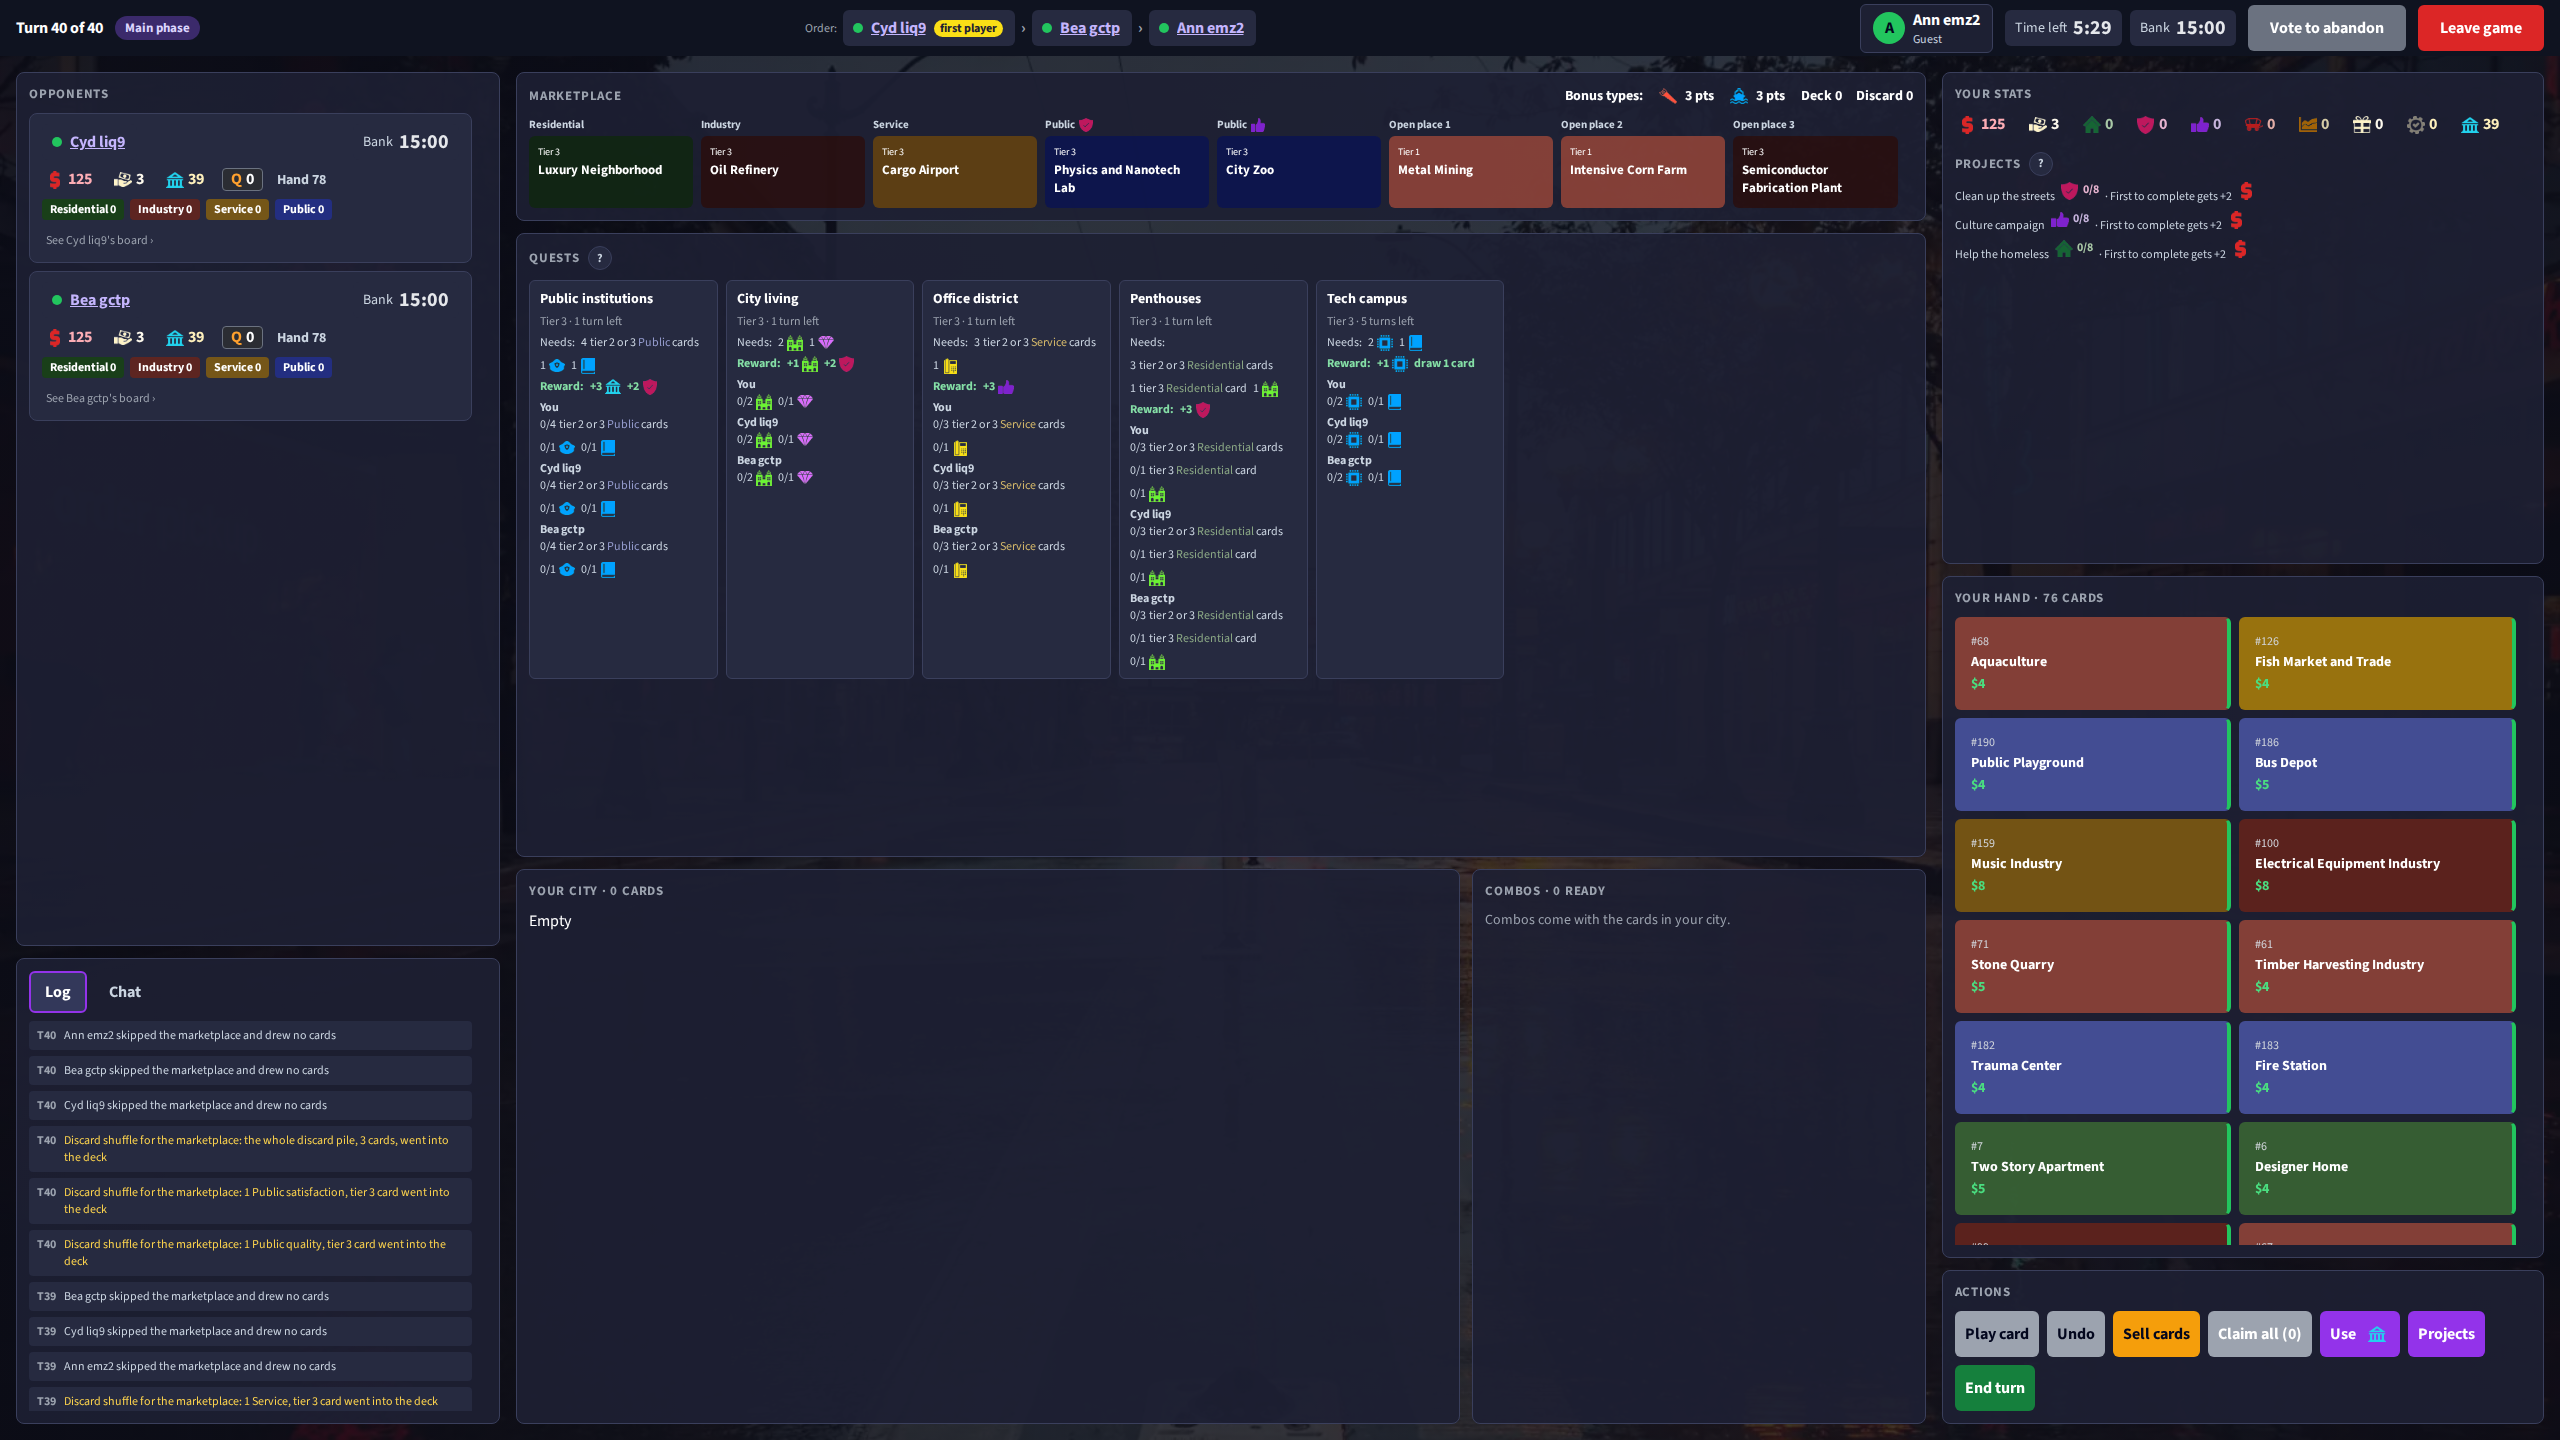 Turn 40 of 40 Main phase
Order: Cyd liq9 first player › Bea gctp › Ann emz2
A Ann emz2
Guest
Time left 5:29
Bank 15:00
Vote to abandon
Leave game
OPPONENTS
Cyd liq9 Bank 15:00
125 3 39 Q 0 Hand 78
Residential 0 Industry 0 Service 0 Public 0
See Cyd liq9's board ›
Bea gctp Bank 15:00
125 3 39 Q 0 Hand 78
Residential 0 Industry 0 Service 0 Public 0
See Bea gctp's board ›
Log Chat
T40 Ann emz2 skipped the marketplace and drew no cards
T40 Bea gctp skipped the marketplace and drew no cards
T40 Cyd liq9 skipped the marketplace and drew no cards
T40 Discard shuffle for the marketplace: the whole discard pile, 3 cards, went into
the deck
T40 Discard shuffle for the marketplace: 1 Public satisfaction, tier 3 card went into
the deck
T40 Discard shuffle for the marketplace: 1 Public quality, tier 3 card went into the
deck
T39 Bea gctp skipped the marketplace and drew no cards
T39 Cyd liq9 skipped the marketplace and drew no cards
T39 Ann emz2 skipped the marketplace and drew no cards
T39 Discard shuffle for the marketplace: 1 Service, tier 3 card went into the deck
MARKETPLACE
Bonus types: 3 pts 3 pts Deck 0 Discard 0
Residential
Tier 3
Luxury Neighborhood
Industry
Tier 3
Oil Refinery
Service
Tier 3
Cargo Airport
Public
Tier 3
Physics and Nanotech
Lab
Public
Tier 3
City Zoo
Open place 1
Tier 1
Metal Mining
Open place 2
Tier 1
Intensive Corn Farm
Open place 3
Tier 3
Semiconductor
Fabrication Plant
QUESTS ?
Public institutions
Tier 3 · 1 turn left
Needs: 4 tier 2 or 3 Public cards
1 1
Reward: +3 +2
You
0/4 tier 2 or 3 Public cards
0/1 0/1
Cyd liq9
0/4 tier 2 or 3 Public cards
0/1 0/1
Bea gctp
0/4 tier 2 or 3 Public cards
0/1 0/1
City living
Tier 3 · 1 turn left
Needs: 2 1
Reward: +1 +2
You
0/2 0/1
Cyd liq9
0/2 0/1
Bea gctp
0/2 0/1
Office district
Tier 3 · 1 turn left
Needs: 3 tier 2 or 3 Service cards
1
Reward: +3
You
0/3 tier 2 or 3 Service cards
0/1
Cyd liq9
0/3 tier 2 or 3 Service cards
0/1
Bea gctp
0/3 tier 2 or 3 Service cards
0/1
Penthouses
Tier 3 · 1 turn left
Needs:
3 tier 2 or 3 Residential cards
1 tier 3 Residential card 1
Reward: +3
You
0/3 tier 2 or 3 Residential cards
0/1 tier 3 Residential card
0/1
Cyd liq9
0/3 tier 2 or 3 Residential cards
0/1 tier 3 Residential card
0/1
Bea gctp
0/3 tier 2 or 3 Residential cards
0/1 tier 3 Residential card
0/1
Tech campus
Tier 3 · 5 turns left
Needs: 2 1
Reward: +1 draw 1 card
You
0/2 0/1
Cyd liq9
0/2 0/1
Bea gctp
0/2 0/1
YOUR CITY · 0 CARDS
Empty
COMBOS · 0 READY
Combos come with the cards in your city.
YOUR STATS
125 3 0 0 0 0 0 0 0 39
PROJECTS ?
Clean up the streets 0/8 · First to complete gets +2
Culture campaign 0/8 · First to complete gets +2
Help the homeless 0/8 · First to complete gets +2
YOUR HAND · 76 CARDS
#68
Aquaculture
$4
#126
Fish Market and Trade
$4
#190
Public Playground
$4
#186
Bus Depot
$5
#159
Music Industry
$8
#100
Electrical Equipment Industry
$8
#71
Stone Quarry
$5
#61
Timber Harvesting Industry
$4
#182
Trauma Center
$4
#183
Fire Station
$4
#7
Two Story Apartment
$5
#6
Designer Home
$4
ACTIONS
Play card
Undo
Sell cards
Claim all (0)
Use
Projects
End turn